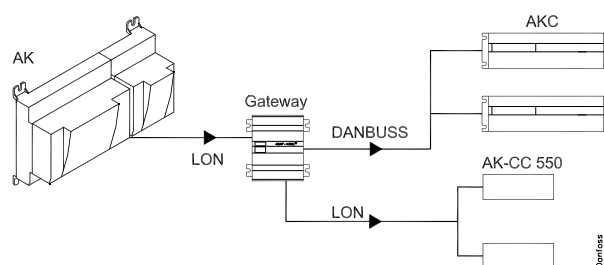 AKC
AK
Gateway
DANBUSS
LON
AK-CC 550
LON
Danfoss